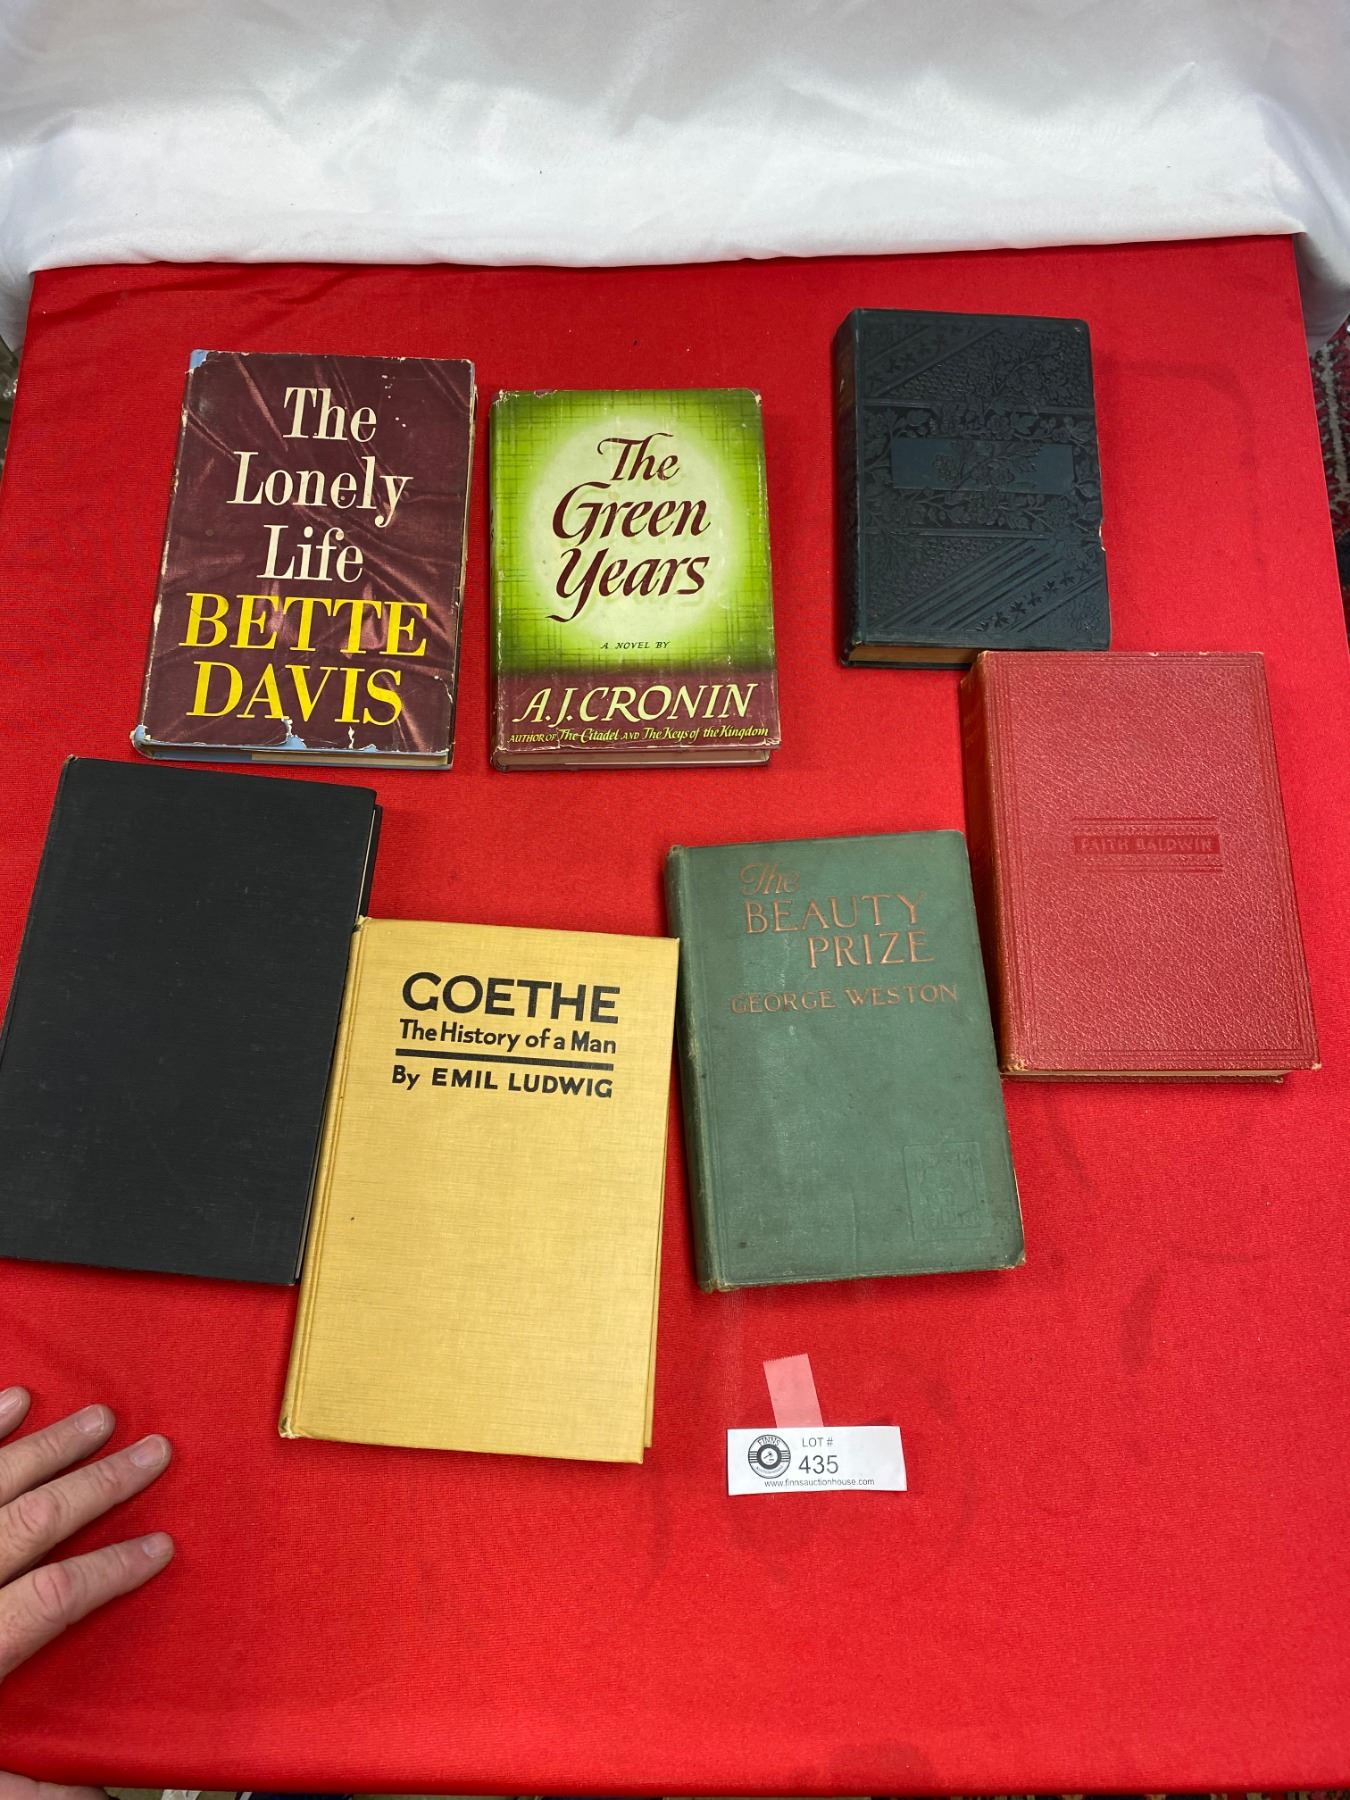 The
Lonely
Life
BETTE
DAVIS
The
Green
Years
A NOVEL BY
A.J. CRONIN
AUTHOR OF The Citadel AND The Keys of the Kingdom
FAITH BALDWIN
The
BEAUTY
PRIZE
GEORGE WESTON
GOETHE
The History of a Man
By EMIL LUDWIG
FINNS
LOT #
435
www.finnsauctionhouse.com